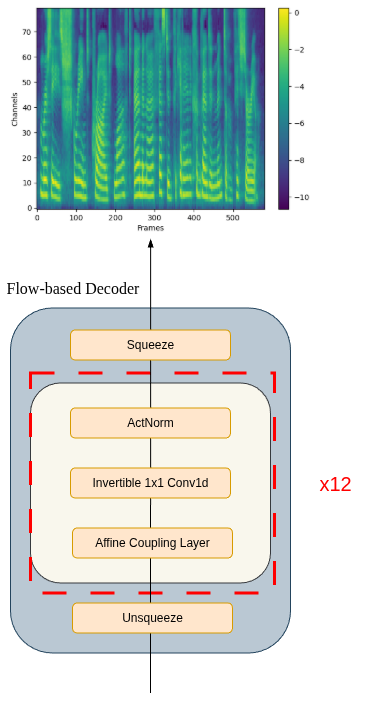 70
60
50
40
30
20
10
0
Channels
0 100 200 300 400 500
Frames
0
−2
−4
−6
−8
−10
Flow-based Decoder
Squeeze
ActNorm
Invertible 1x1 Conv1d
x12
Affine Coupling Layer
Unsqueeze